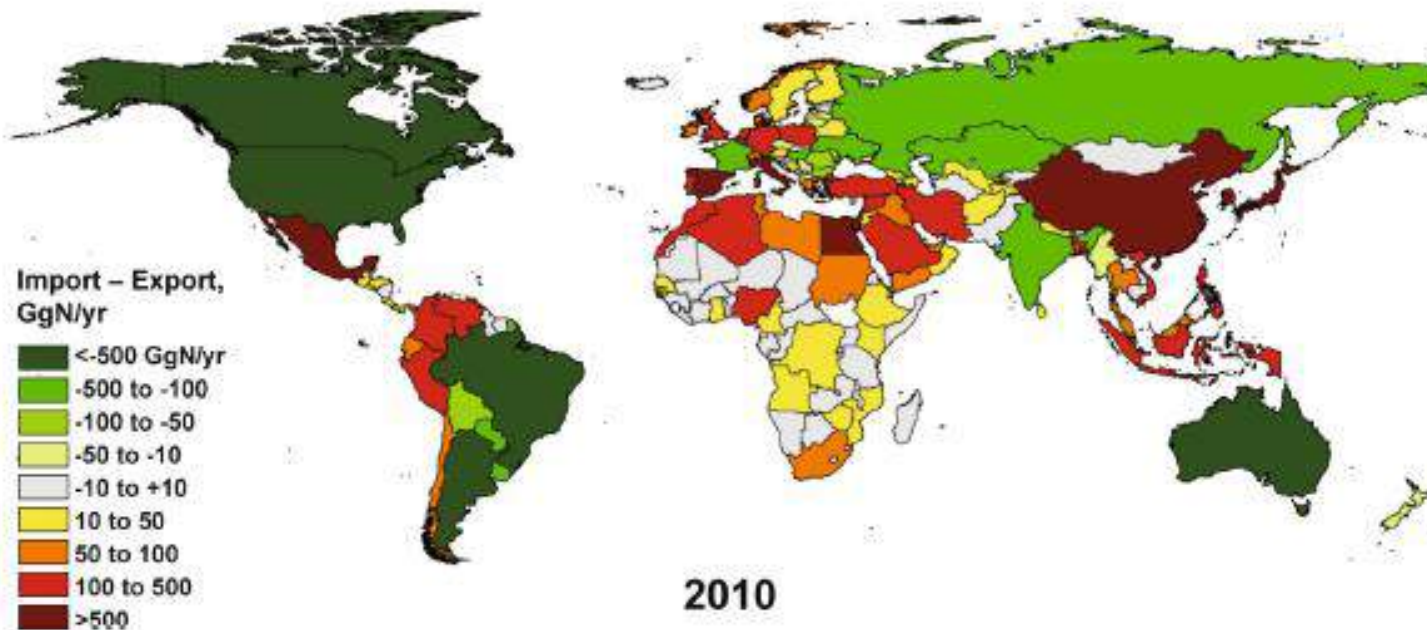 Import – Export,
GgN/yr
<-500 GgN/yr
-500 to -100
-100 to -50
-50 to -10
-10 to +10
10 to 50
50 to 100
100 to 500
>500
2010